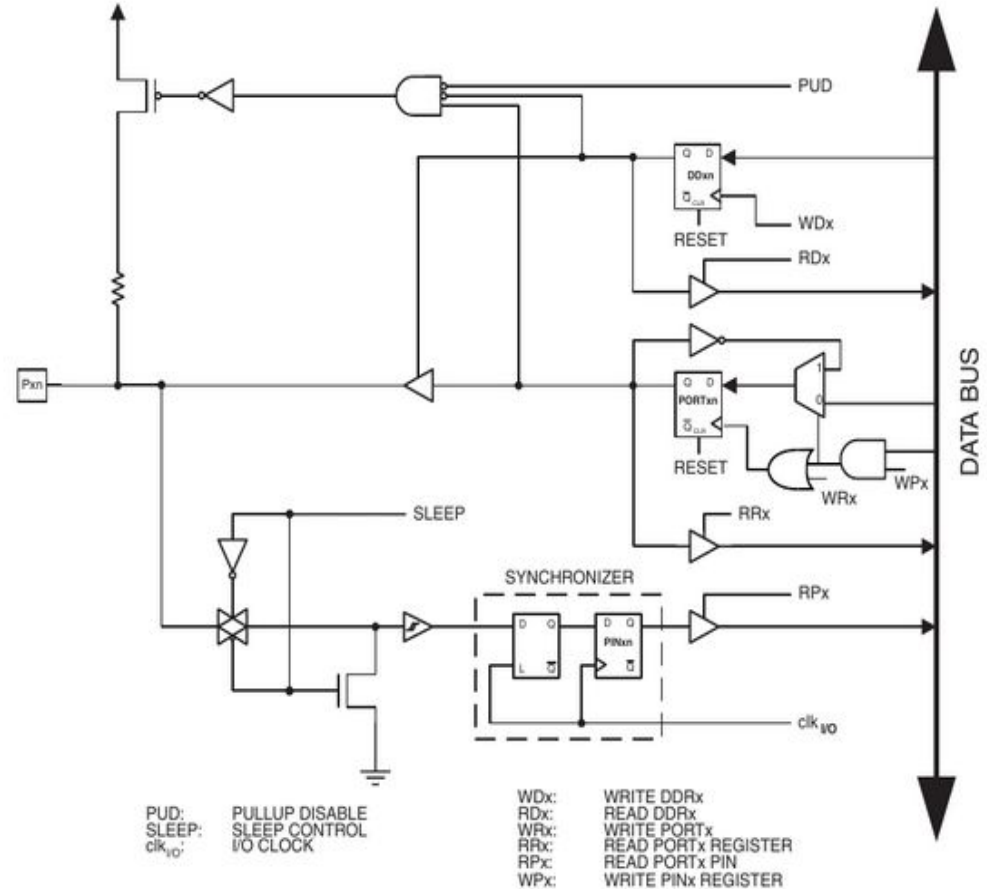 PUD
Q D
DDxn
Q CLR
WDx
RESET
RDx
Pxn
1
Q D
PORTxn
0
Q CLR
RESET
WRx
WPx
DATA BUS
RRx
SLEEP
SYNCHRONIZER
RPx
D Q
L Q
D Q
PINxn
Q
clk I/O
PUD: PULLUP DISABLE
SLEEP: SLEEP CONTROL
clk I/O: I/O CLOCK
WDx: WRITE DDRx
RDx: READ DDRx
WRx: WRITE PORTx
RRx: READ PORTx REGISTER
RPx: READ PORTx PIN
WPx: WRITE PINx REGISTER